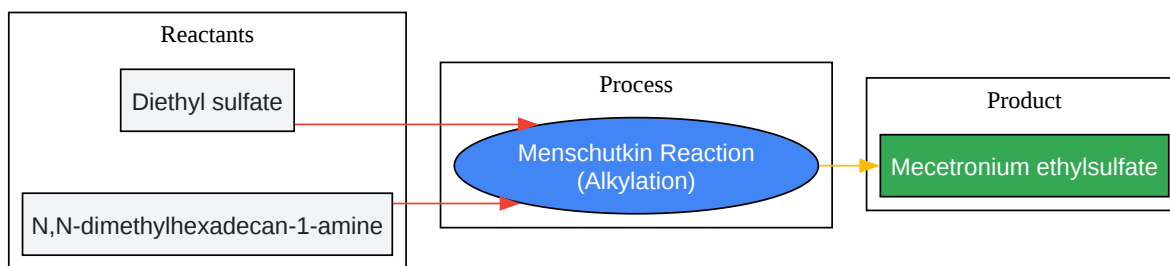 Reactants
Diethyl sulfate
N,N-dimethylhexadecan-1-amine
Process
Menschutkin Reaction
(Alkylation)
Product
Mecetronium ethylsulfate